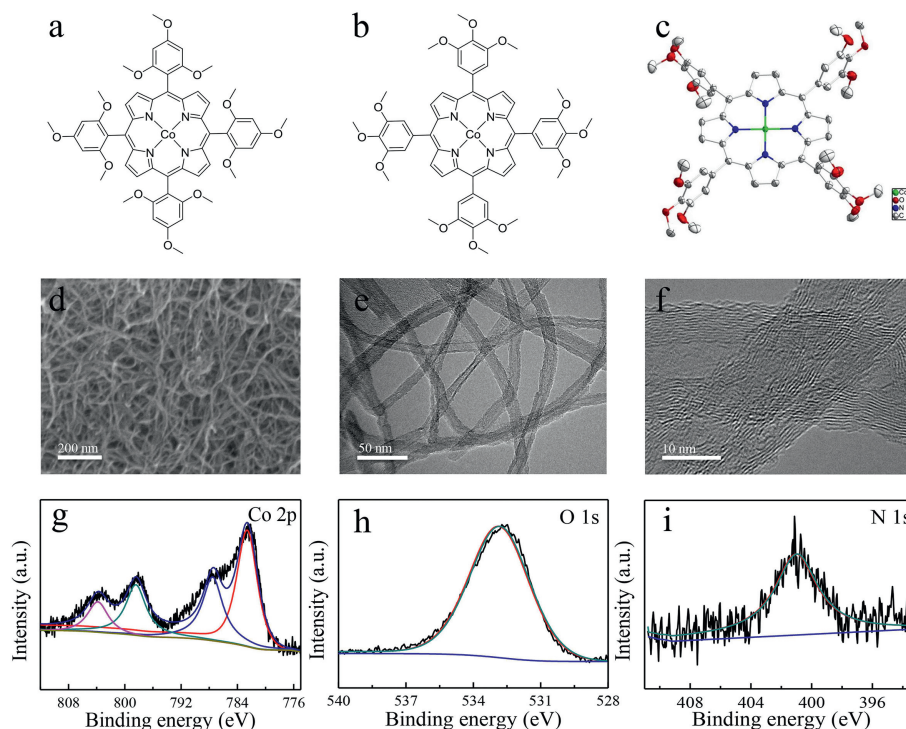 a
b
c
Co
O
N
C
d
200 nm
e
50 nm
f
10 nm
g
Co 2p
Intensity (a.u.)
808 800 792 784 776
Binding energy (eV)
h
O 1s
Intensity (a.u.)
540 537 534 531 528
Binding energy (eV)
i
N 1s
Intensity (a.u.)
408 404 400 396
Binding energy (eV)